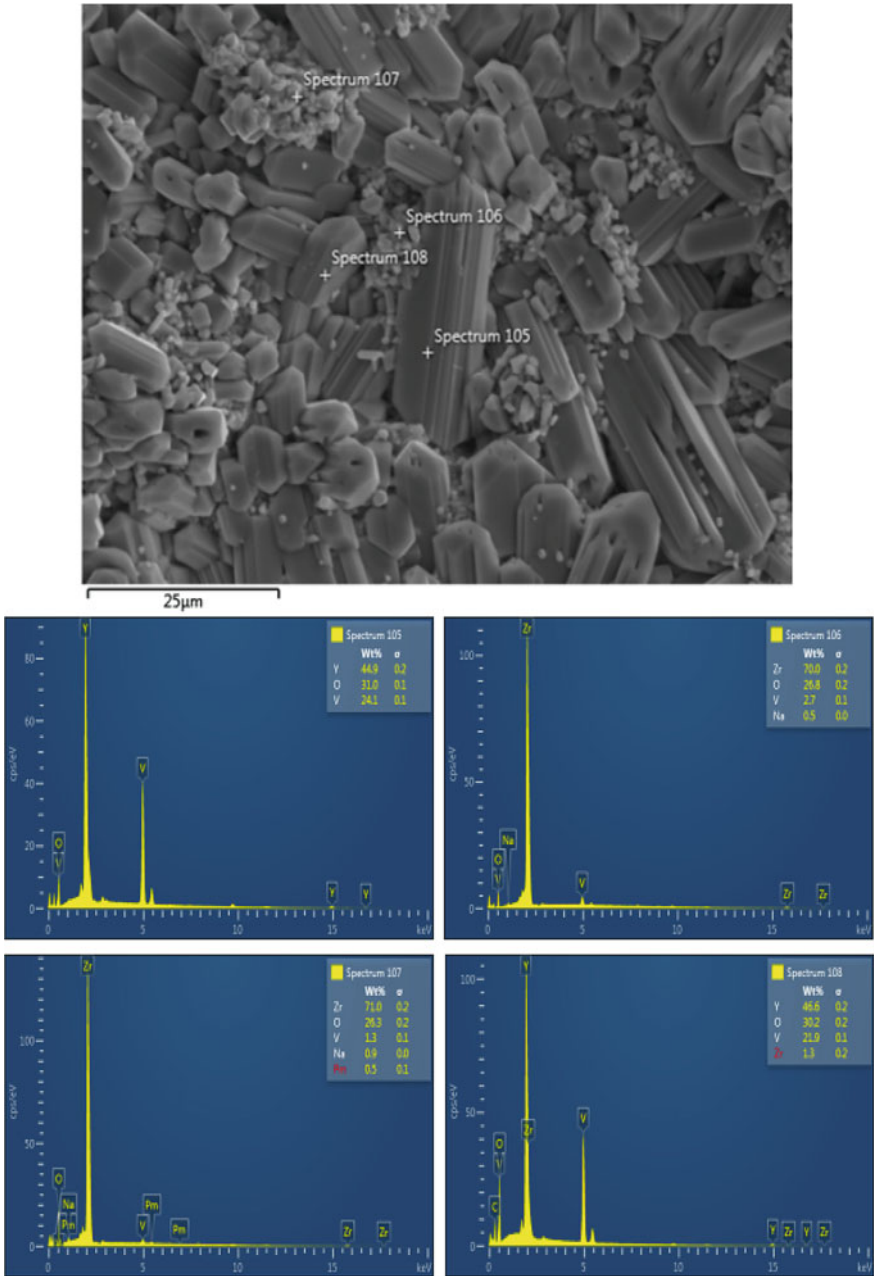 Spectrum 107
Spectrum 106
Spectrum 108
Spectrum 105
25µm
Spectrum 105
Wt% σ
Y 44.9 0.2
O 31.0 0.1
V 24.1 0.1
Y
V
O
V
Y Y
cps/eV
80
60
40
20
0
0 5 10 15 keV
Spectrum 106
Wt% σ
Zr 70.0 0.2
O 26.8 0.2
V 2.7 0.1
Na 0.5 0.0
Zr
Na
O
V
V
Zr Zr
cps/eV
100
50
0
0 5 10 15 keV
Spectrum 107
Wt% σ
Zr 71.0 0.2
O 26.3 0.2
V 1.3 0.1
Na 0.9 0.0
Pm 0.5 0.1
Zr
O
Na
Pm
Pm
V
Pm
Zr Zr
cps/eV
100
50
0
0 5 10 15 keV
Spectrum 108
Wt% σ
Y 46.6 0.2
O 30.2 0.2
V 21.9 0.1
Zr 1.3 0.2
Y
Zr
V
O
V
C
Y Zr Y Zr
cps/eV
100
50
0
0 5 10 15 keV